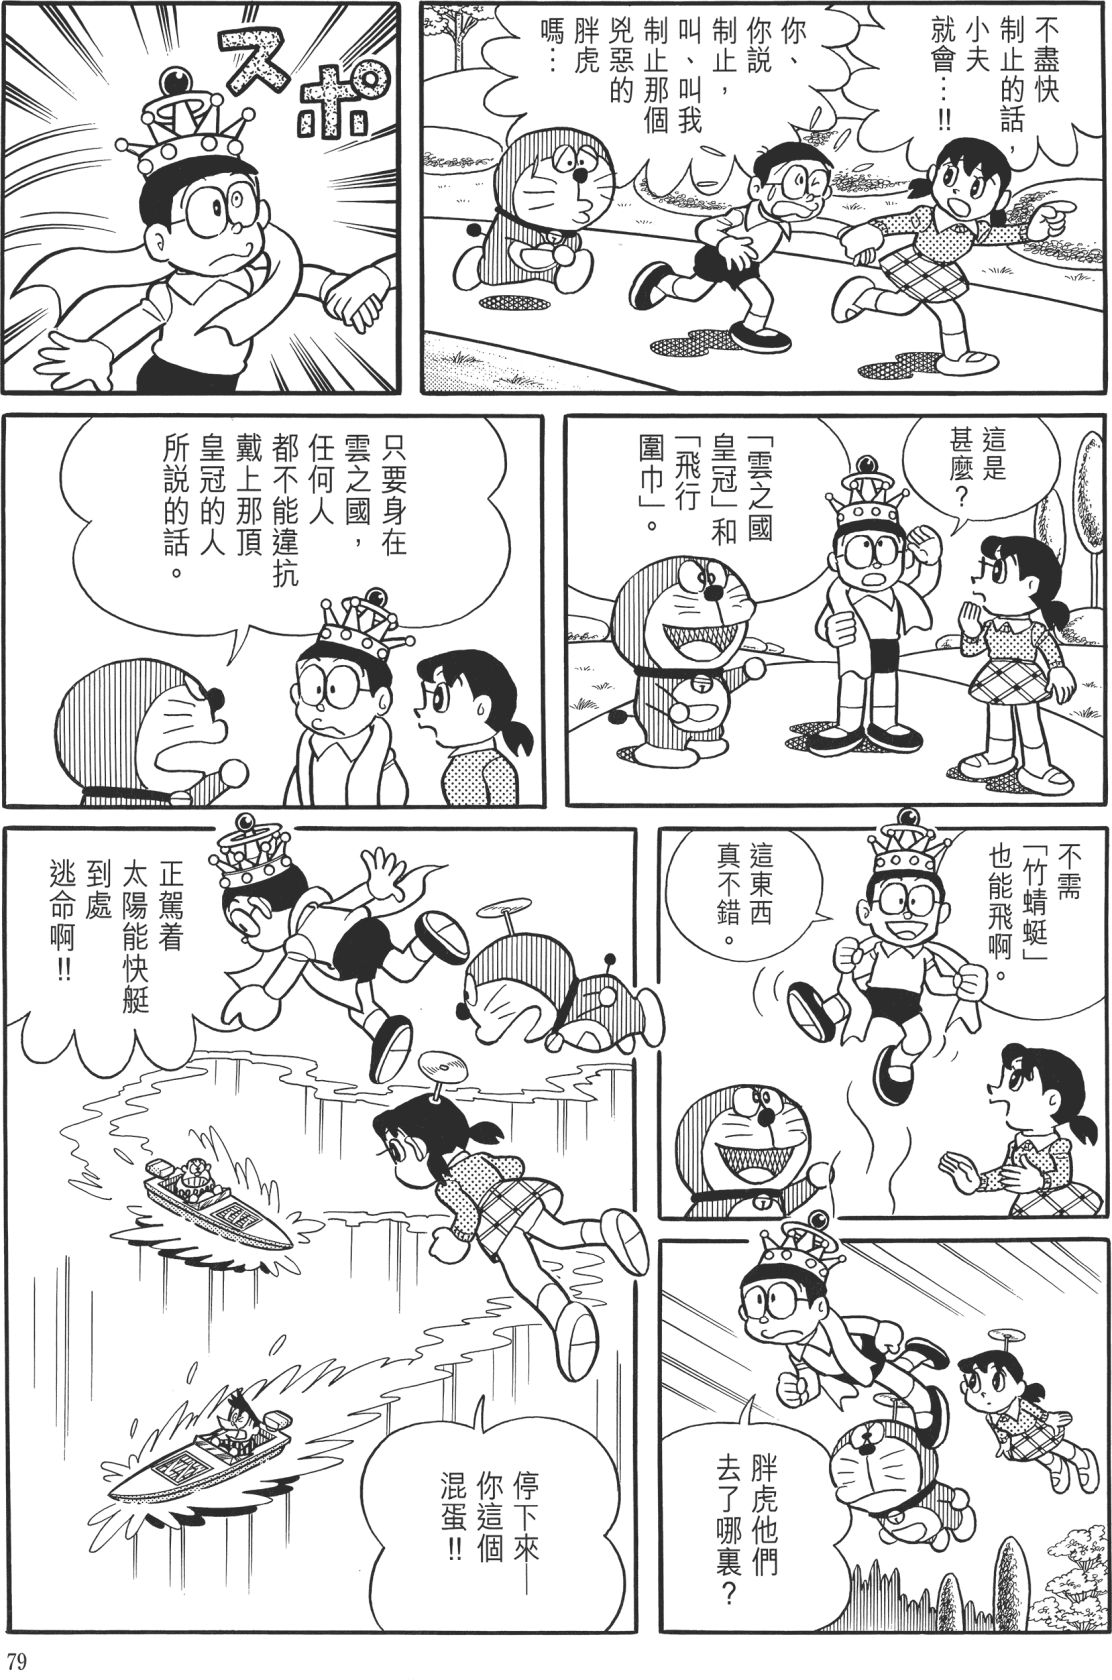 不盡快
制止的話，
小夫
就會…!!
你、
你說
制止，
叫、叫我
制止那個
兇惡的
胖虎
嗎…
スポ
這是
甚麼？
「雲之國
皇冠」和
「飛行
圍巾」。
只要身在
雲之國，
任何人
都不能違抗
戴上那頂
皇冠的人
所說的話。
不需
「竹蜻蜓」
也能飛啊。
這東西
真不錯。
胖虎他們
去了哪裏？
正駕着
太陽能快艇
到處
逃命啊!!
停下來—
你這個
混蛋!!
79